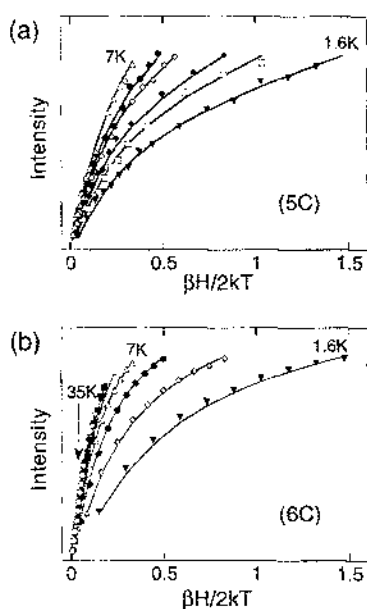 (a)
7K
1.6K
Intensity
(5C)
0 0.5 1 1.5
βH/2kT
(b)
7K
1.6K
35K
Intensity
(6C)
0 0.5 1 1.5
βH/2kT